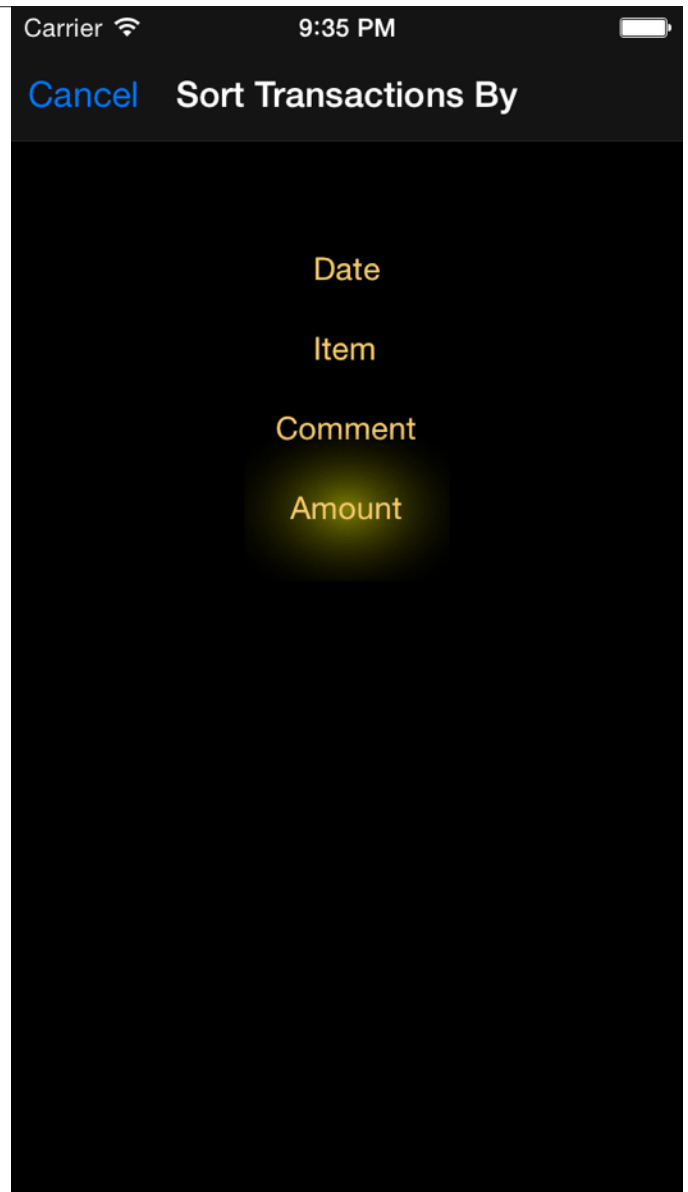 Carrier 9:35 PM
Cancel Sort Transactions By
Date
Item
Comment
Amount